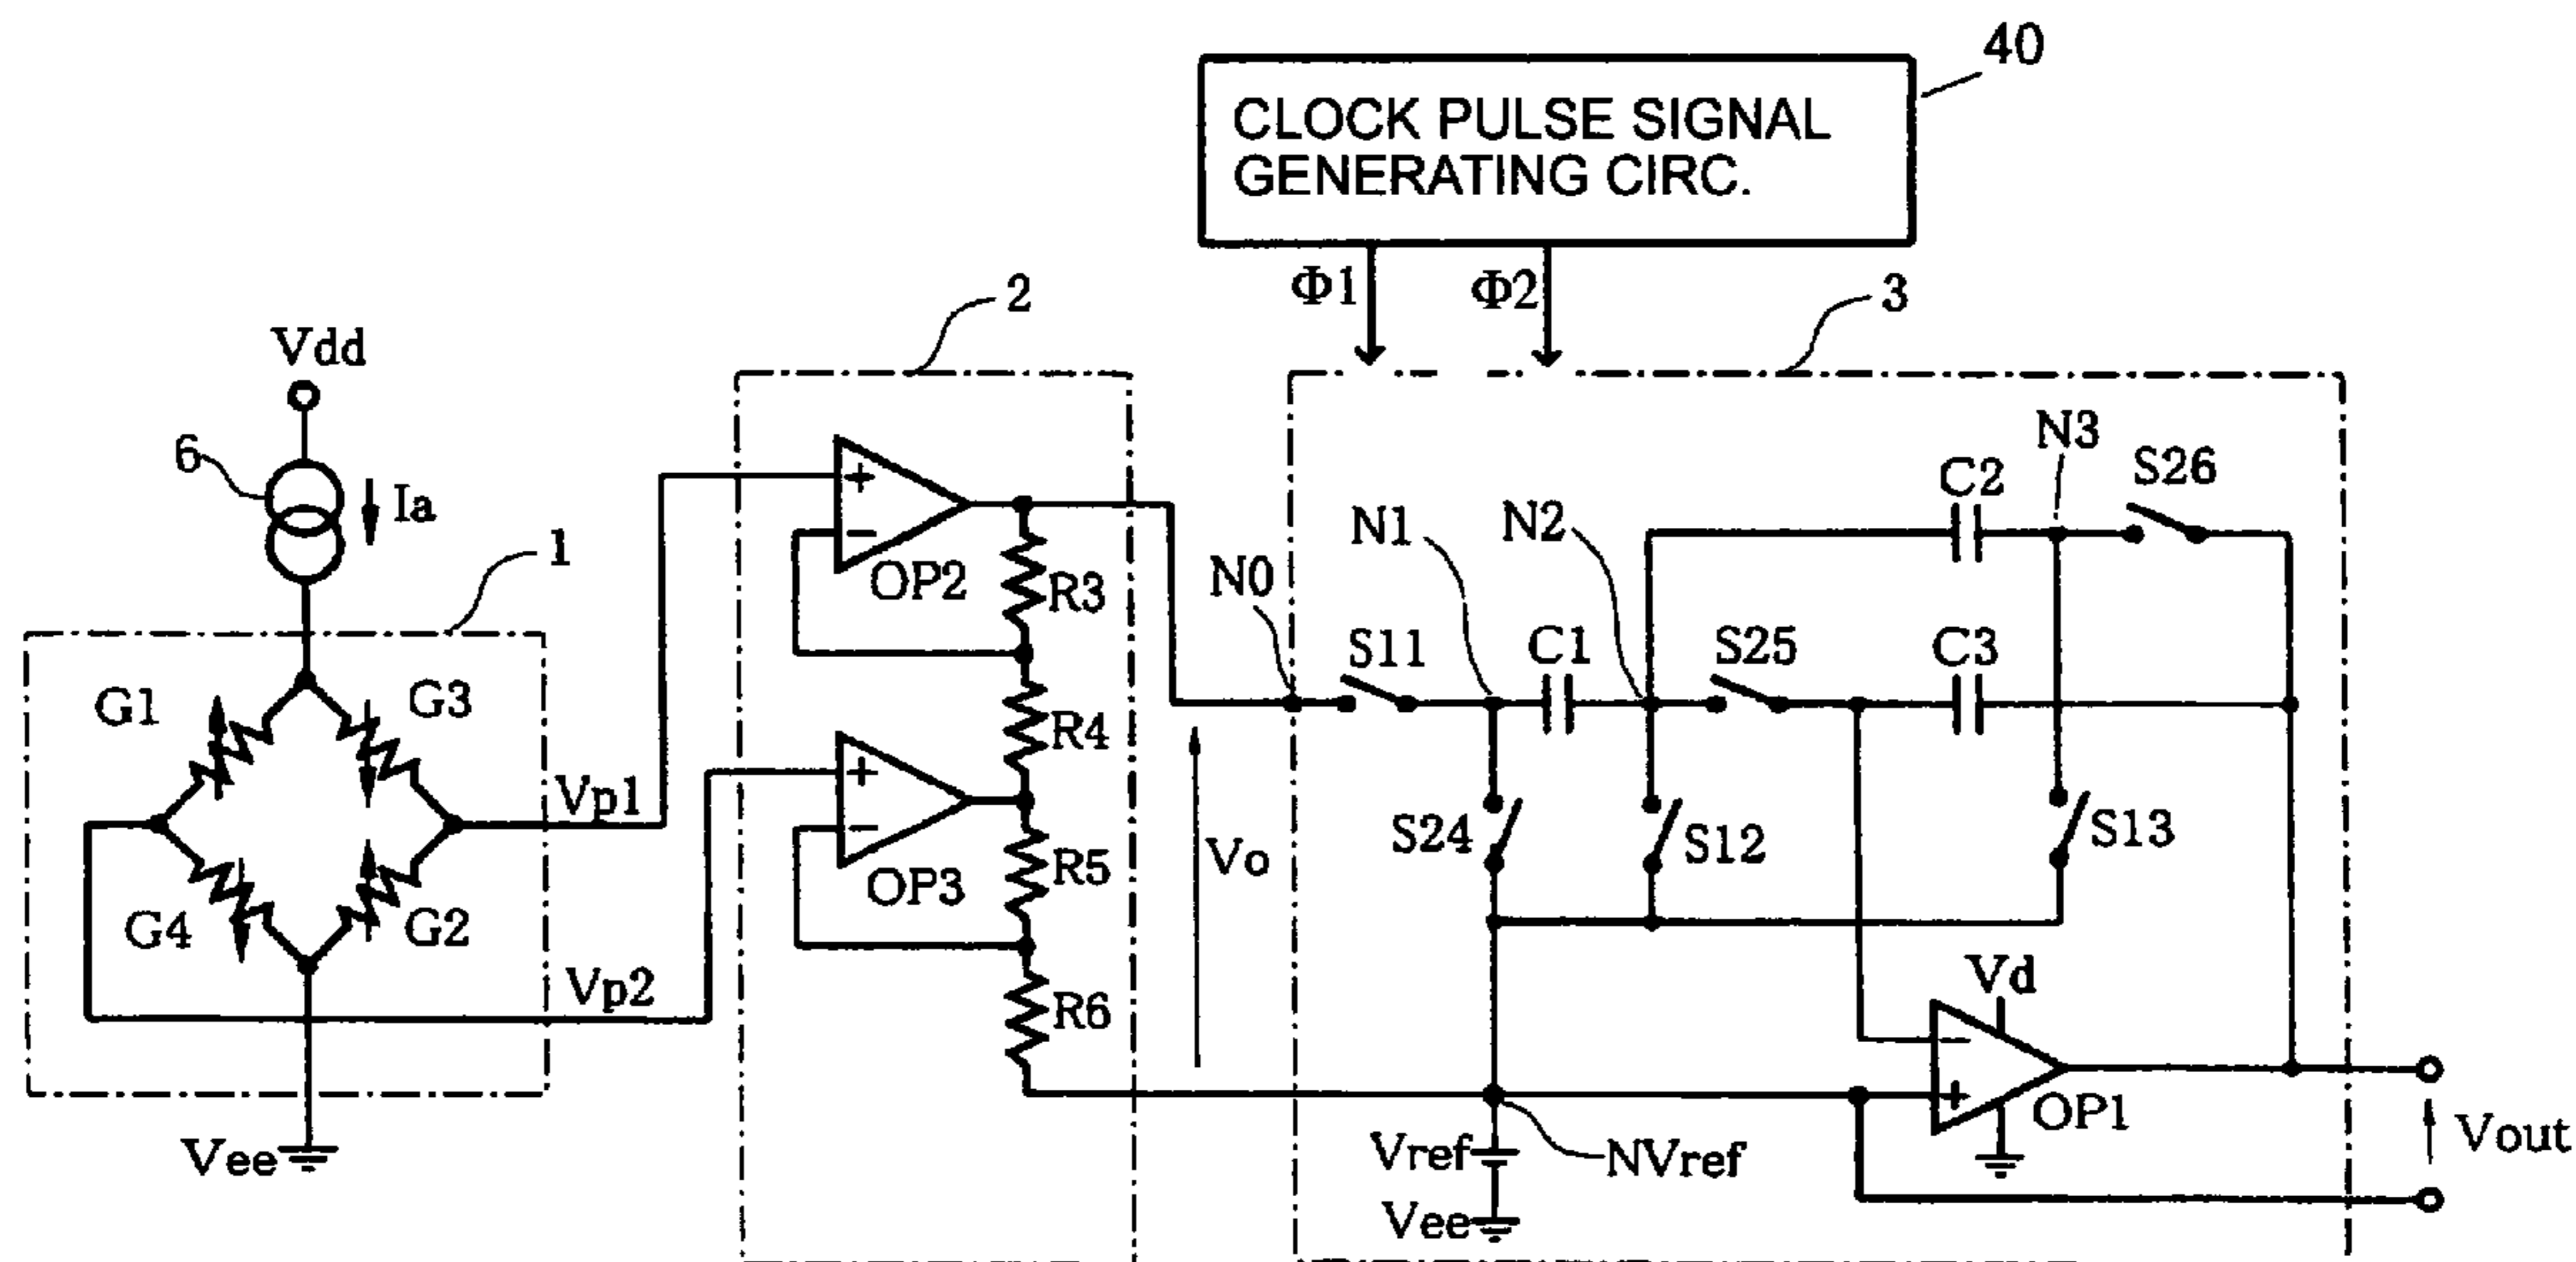 40
CLOCK PULSE SIGNAL
GENERATING CIRC.
Φ1
Φ2
2
3
Vdd
6
Ia
1
G1
G3
G4
G2
Vp1
Vp2
Vee
+
−
OP2
R3
R4
+
−
OP3
R5
R6
N0
Vo
N1
N2
N3
S11
C1
S25
C2
C3
S26
S24
S12
S13
Vd
−
+
OP1
Vref
NVref
Vee
Vout